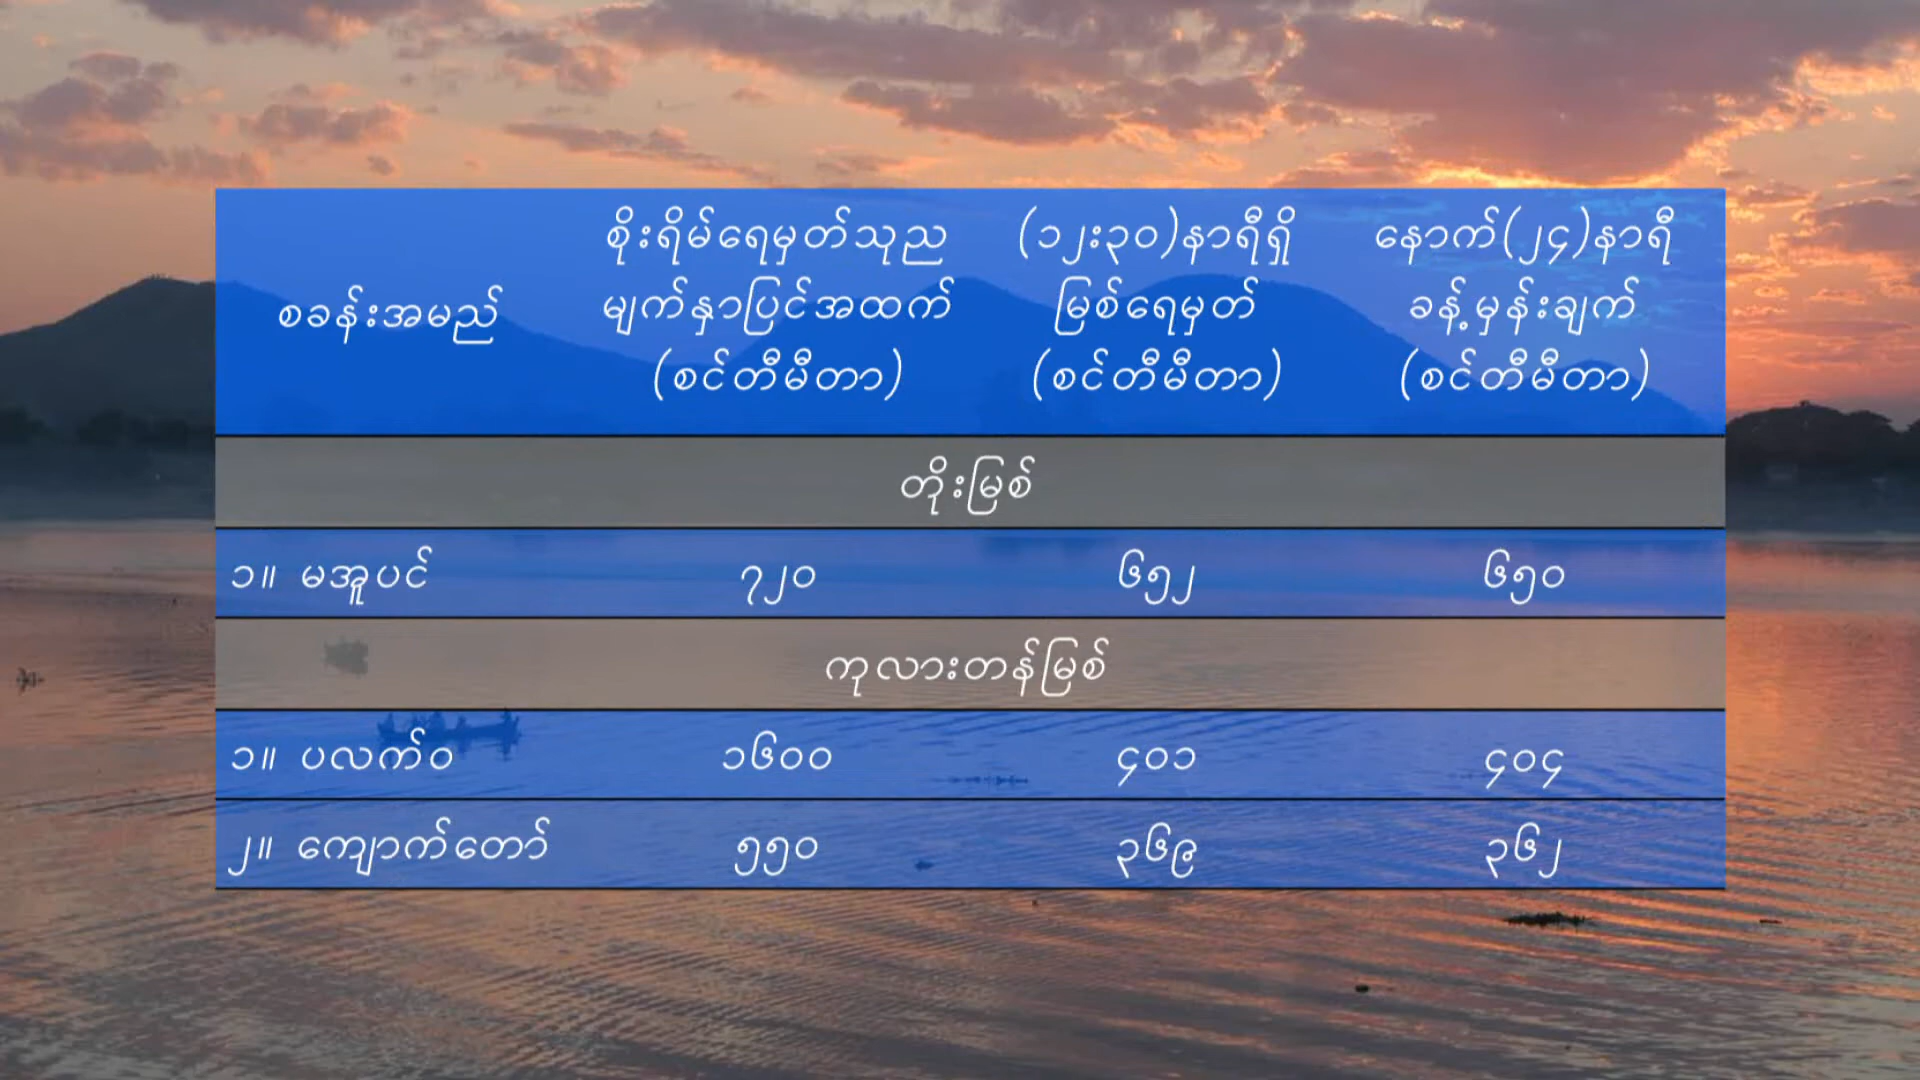 စခန်းအမည်
စိုးရိမ်ရေမှတ်သုည
မျက်နှာပြင်အထက်
(စင်တီမီတာ)
(၁၂း၃၀)နာရီရှိ
မြစ်ရေမှတ်
(စင်တီမီတာ)
နောက်(၂၄)နာရီ
ခန့်မှန်းချက်
(စင်တီမီတာ)
တိုးမြစ်
၁။ မအူပင် ၇၂၀ ၆၅၂ ၆၅၀
ကုလားတန်မြစ်
၁။ ပလက်ဝ ၁၆၀၀ ၄၀၁ ၄၀၄
၂။ ကျောက်တော် ၅၅၀ ၃၆၉ ၃၆၂